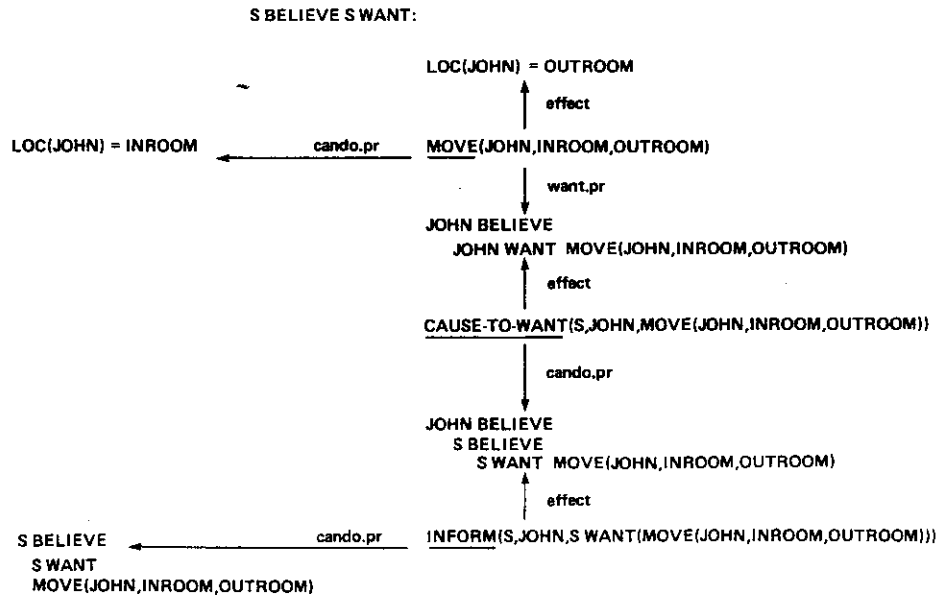 S BELIEVE S WANT:
LOC(JOHN) = OUTROOM
effect
LOC(JOHN) = INROOM
cando.pr
MOVE(JOHN,INROOM,OUTROOM)
want.pr
JOHN BELIEVE
JOHN WANT MOVE(JOHN,INROOM,OUTROOM)
effect
CAUSE-TO-WANT(S,JOHN,MOVE(JOHN,INROOM,OUTROOM))
cando.pr
JOHN BELIEVE
S BELIEVE
S WANT MOVE(JOHN,INROOM,OUTROOM)
effect
S BELIEVE
S WANT
MOVE(JOHN,INROOM,OUTROOM)
cando.pr
INFORM(S,JOHN,S WANT(MOVE(JOHN,INROOM,OUTROOM)))